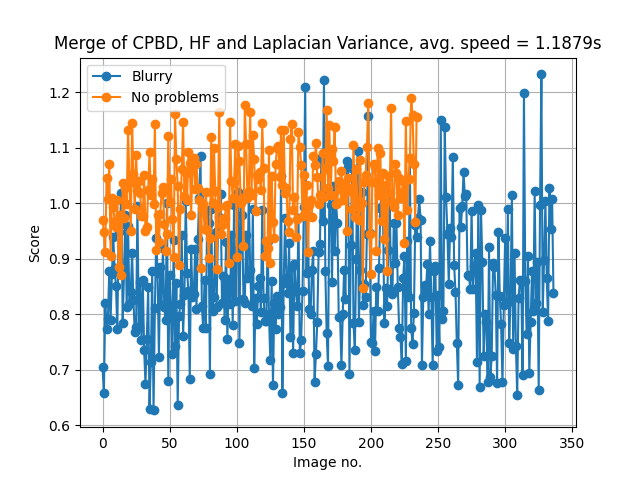 Merge of CPBD, HF and Laplacian Variance, avg. speed = 1.1879s
Blurry
No problems
1.2
1.1
1.0
0.9
0.8
0.7
0.6
Score
0 50 100 150 200 250 300 350
Image no.